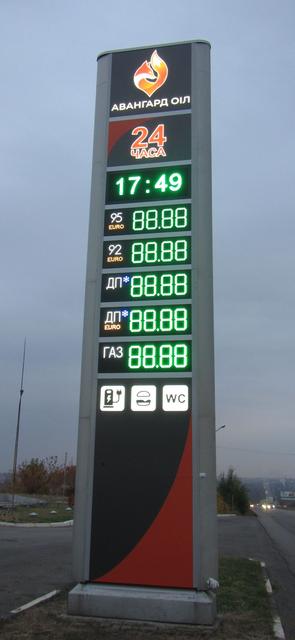 АВАНГАРД ОІЛ
24
ЧАСА
17:49
95 EURO 88.88
92 EURO 88.88
ДП* 88.88
ДП* EURO 88.88
ГАЗ 88.88
WC